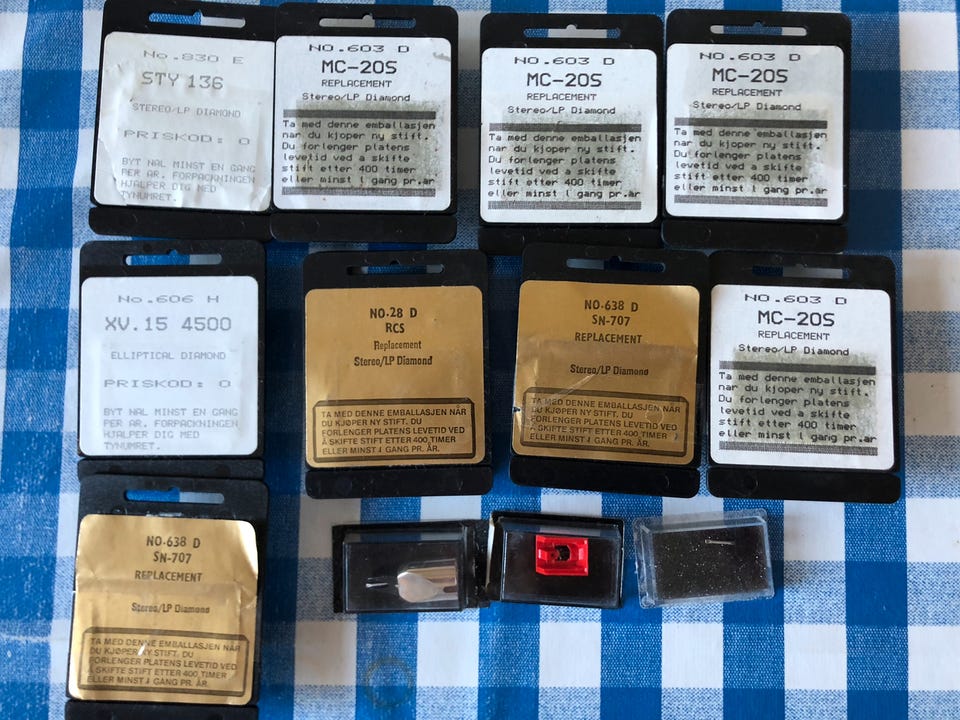 No.830 E
STY 136
STEREO/LP DIAMOND
PRISKOD: 0
BYT NAL MINST EN GANG
PER AR. FORPACKNINGEN
HJALPER DIG MED
TYNUMRET.
NO.603 D
MC-20S
REPLACEMENT
Stereo/LP Diamond
Ta med denne emballasjen
nar du kjoper ny stift.
Du forlenger platens
levetid ved a skifte
stift etter 400 timer
eller minst 1 gang pr.ar
NO.603 D
MC-20S
REPLACEMENT
Stereo/LP Diamond
Ta med denne emballasjen
nar du kjoper ny stift.
Du forlenger platens
levetid ved a skifte
stift etter 400 timer
eller minst 1 gang pr.ar
NO.603 D
MC-20S
REPLACEMENT
Stereo/LP Diamond
Ta med denne emballasjen
nar du kjoper ny stift.
Du forlenger platens
levetid ved a skifte
stift etter 400 timer
eller minst 1 gang pr.ar
No.606 H
XV.15 4500
ELLIPTICAL DIAMOND
PRISKOD: 0
BYT NAL MINST EN GANG
PER AR. FORPACKNINGEN
HJALPER DIG MED
TYNUMRET.
NO.28 D
RCS
Replacement
Stereo/LP Diamond
TA MED DENNE EMBALLASJEN NÅR
DU KJØPER NY STIFT. DU
FORLENGER PLATENS LEVETID VED
Å SKIFTE STIFT ETTER 400 TIMER
ELLER MINST 1 GANG PR. ÅR.
NO.638 D
SN-707
REPLACEMENT
Stereo/LP Diamond
TA MED DENNE EMBALLASJEN NÅR
DU KJØPER NY STIFT. DU
FORLENGER PLATENS LEVETID VED
Å SKIFTE STIFT ETTER 400 TIMER
ELLER MINST 1 GANG PR. ÅR.
NO.603 D
MC-20S
REPLACEMENT
Stereo/LP Diamond
Ta med denne emballasjen
nar du kjoper ny stift.
Du forlenger platens
levetid ved a skifte
stift etter 400 timer
eller minst 1 gang pr.ar
NO.638 D
SN-707
REPLACEMENT
Stereo/LP Diamond
TA MED DENNE EMBALLASJEN NÅR
DU KJØPER NY STIFT. DU
FORLENGER PLATENS LEVETID VED
Å SKIFTE STIFT ETTER 400 TIMER
ELLER MINST 1 GANG PR. ÅR.